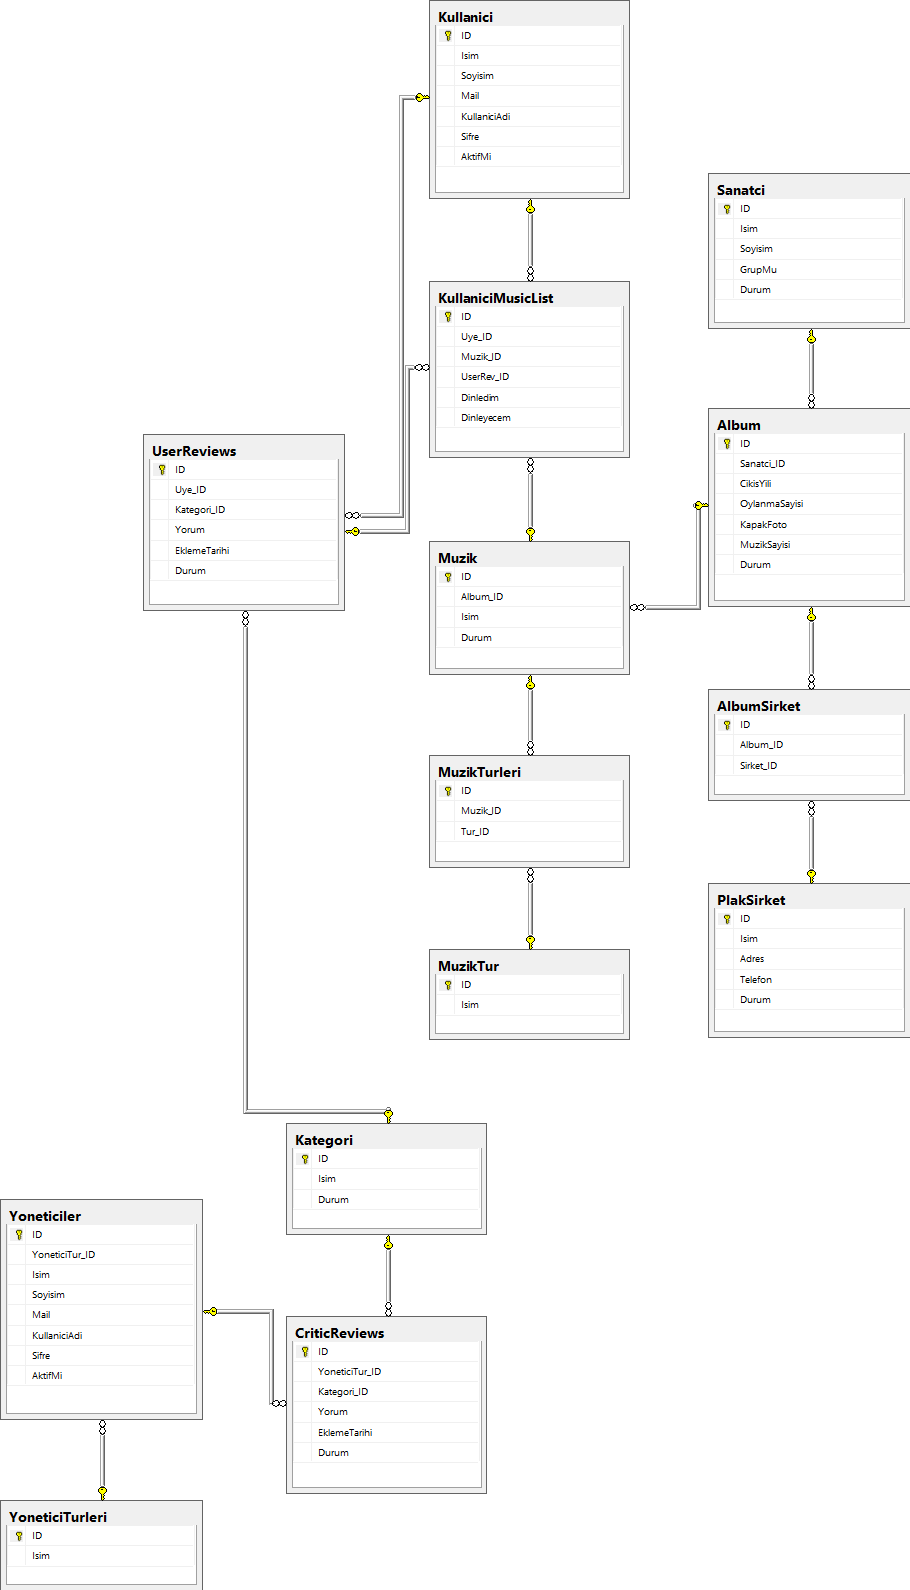 Kullanici
ID
Isim
Soyisim
Mail
KullaniciAdi
Sifre
AktifMi
Sanatci
ID
Isim
Soyisim
GrupMu
Durum
KullaniciMusicList
ID
Uye_ID
Muzik_ID
UserRev_ID
Dinledim
Dinleyecem
Album
ID
Sanatci_ID
CikisYili
OylanmaSayisi
KapakFoto
MuzikSayisi
Durum
UserReviews
ID
Uye_ID
Kategori_ID
Yorum
EklemeTarihi
Durum
Muzik
ID
Album_ID
Isim
Durum
AlbumSirket
ID
Album_ID
Sirket_ID
MuzikTurleri
ID
Muzik_ID
Tur_ID
PlakSirket
ID
Isim
Adres
Telefon
Durum
MuzikTur
ID
Isim
Kategori
ID
Isim
Durum
Yoneticiler
ID
YoneticiTur_ID
Isim
Soyisim
Mail
KullaniciAdi
Sifre
AktifMi
CriticReviews
ID
YoneticiTur_ID
Kategori_ID
Yorum
EklemeTarihi
Durum
YoneticiTurleri
ID
Isim